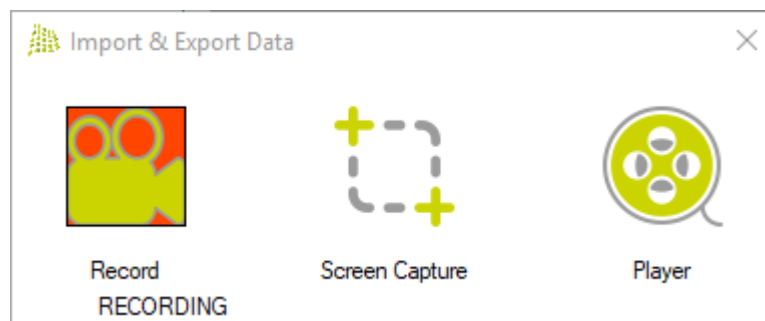 Import & Export Data
Record
Screen Capture
Player
RECORDING